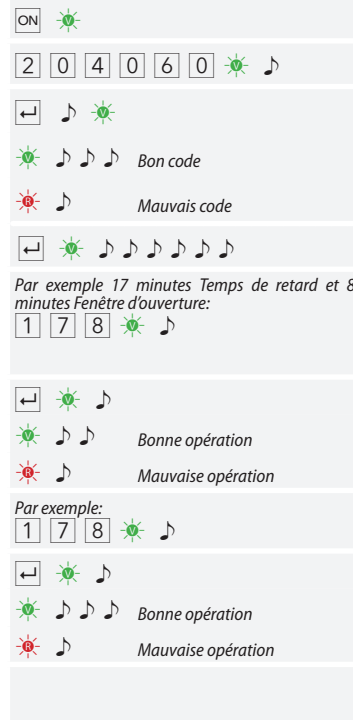 ON V
2 0 4 0 6 0 V ♪
↵ ♪ V
V ♪ ♪ ♪ Bon code
R ♪ Mauvais code
↵ V ♪ ♪ ♪ ♪ ♪ ♪
Par exemple 17 minutes Temps de retard et 8
minutes Fenêtre d'ouverture:
1 7 8 V ♪
↵ V ♪
V ♪ ♪ Bonne opération
R ♪ Mauvaise opération
Par exemple:
1 7 8 V ♪
↵ V ♪
V ♪ ♪ ♪ Bonne opération
R ♪ Mauvaise opération